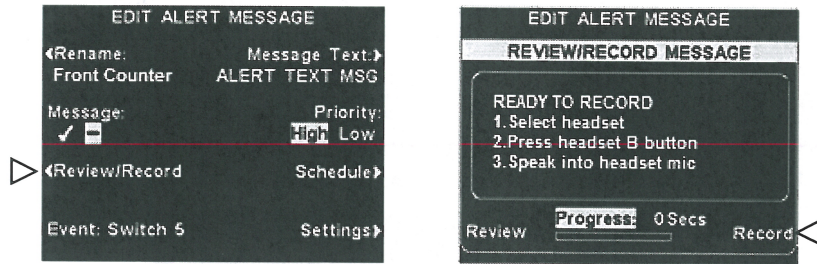 EDIT ALERT MESSAGE
Rename: Message Text:
Front Counter ALERT TEXT MSG
Message: Priority:
✓ – High Low
Review/Record Schedule
Event: Switch 5 Settings
EDIT ALERT MESSAGE
REVIEW/RECORD MESSAGE
READY TO RECORD
1.Select headset
2.Press headset B button
3.Speak into headset mic
Progress: 0 Secs
Review Record